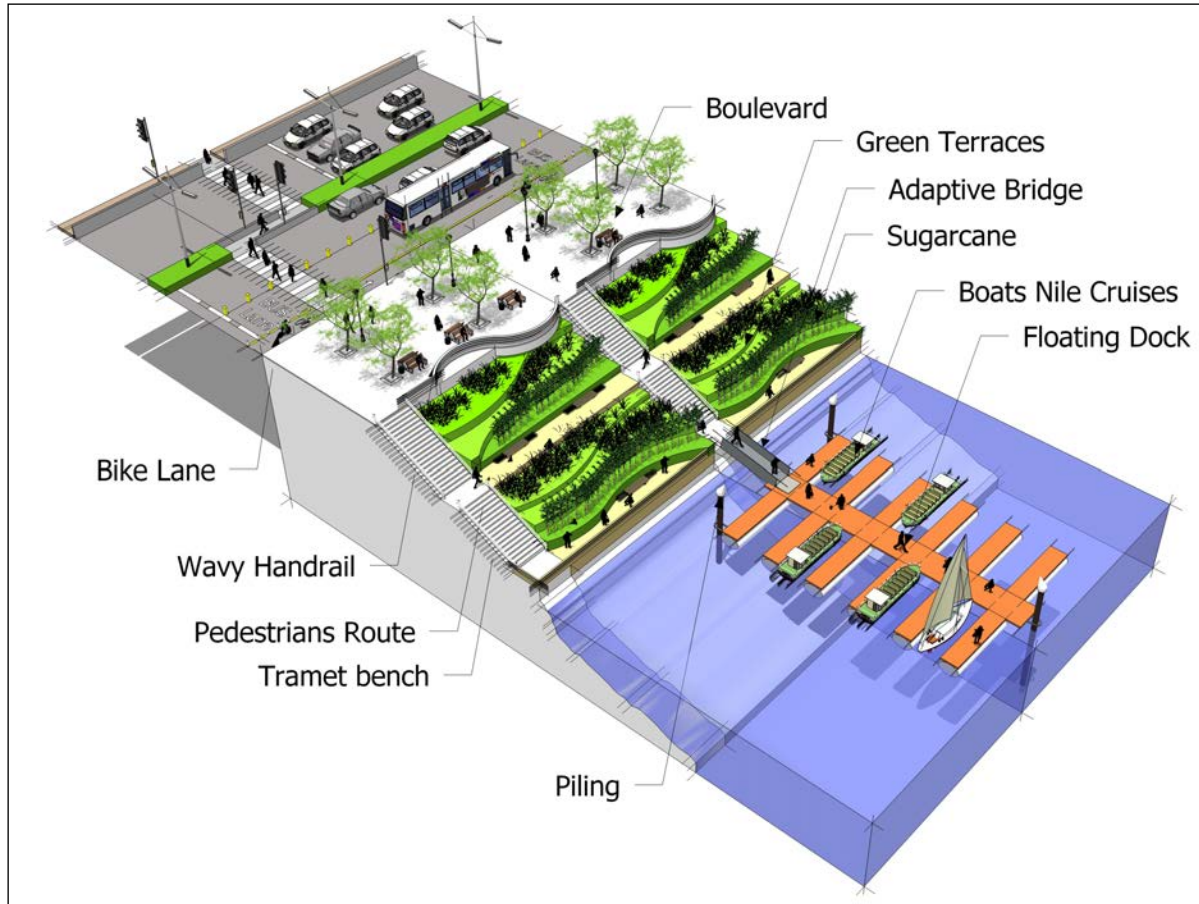 Boulevard
Green Terraces
Adaptive Bridge
Sugarcane
Boats Nile Cruises
Floating Dock
Bike Lane
Wavy Handrail
Pedestrians Route
Tramet bench
Piling